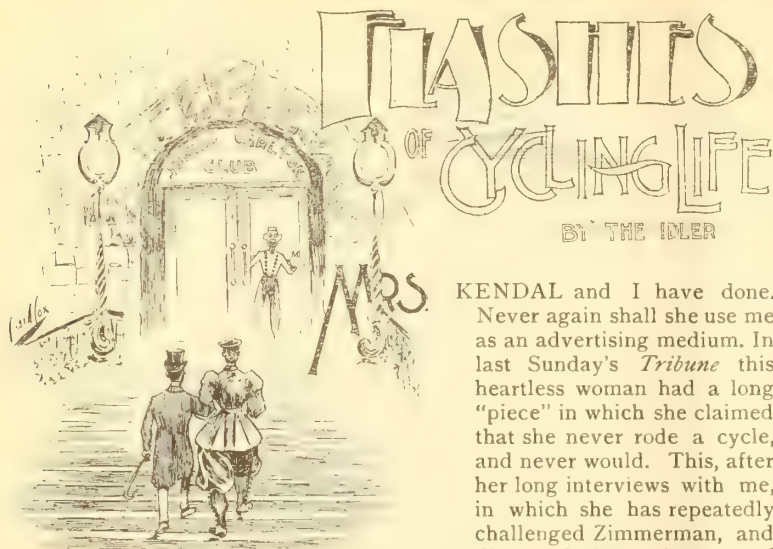 FLASHES
OF CYCLING LIFE
BY THE IDLER
CLUB
MRS.
KENDAL and I have done.
Never again shall she use me
as an advertising medium. In
last Sunday's Tribune this
heartless woman had a long
"piece" in which she claimed
that she never rode a cycle,
and never would. This, after
her long interviews with me,
in which she has repeatedly
challenged Zimmerman, and